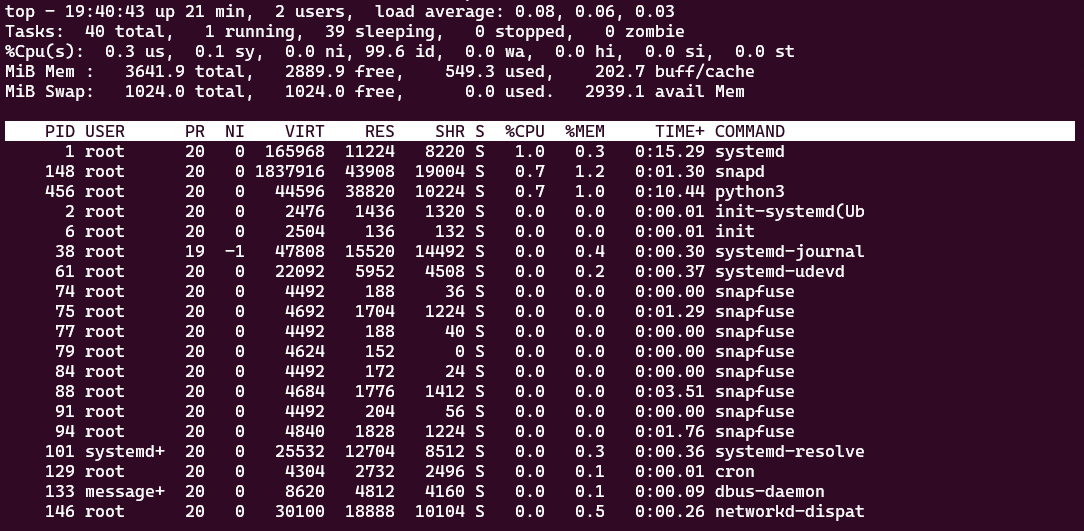 top - 19:40:43 up 21 min,  2 users,  load average: 0.08, 0.06, 0.03
Tasks:  40 total,   1 running,  39 sleeping,   0 stopped,   0 zombie
%Cpu(s):  0.3 us,  0.1 sy,  0.0 ni, 99.6 id,  0.0 wa,  0.0 hi,  0.0 si,  0.0 st
MiB Mem :   3641.9 total,   2889.9 free,    549.3 used,    202.7 buff/cache
MiB Swap:   1024.0 total,   1024.0 free,      0.0 used.   2939.1 avail Mem
    PID USER      PR  NI    VIRT    RES    SHR S  %CPU  %MEM     TIME+ COMMAND
      1 root      20   0  165968  11224   8220 S   1.0   0.3   0:15.29 systemd
    148 root      20   0 1837916  43908  19004 S   0.7   1.2   0:01.30 snapd
    456 root      20   0   44596  38820  10224 S   0.7   1.0   0:10.44 python3
      2 root      20   0    2476   1436   1320 S   0.0   0.0   0:00.01 init-systemd(Ub
      6 root      20   0    2504    136    132 S   0.0   0.0   0:00.01 init
     38 root      19  -1   47808  15520  14492 S   0.0   0.4   0:00.30 systemd-journal
     61 root      20   0   22092   5952   4508 S   0.0   0.2   0:00.37 systemd-udevd
     74 root      20   0    4492    188     36 S   0.0   0.0   0:00.00 snapfuse
     75 root      20   0    4692   1704   1224 S   0.0   0.0   0:01.29 snapfuse
     77 root      20   0    4492    188     40 S   0.0   0.0   0:00.00 snapfuse
     79 root      20   0    4624    152      0 S   0.0   0.0   0:00.00 snapfuse
     84 root      20   0    4492    172     24 S   0.0   0.0   0:00.00 snapfuse
     88 root      20   0    4684   1776   1412 S   0.0   0.0   0:03.51 snapfuse
     91 root      20   0    4492    204     56 S   0.0   0.0   0:00.00 snapfuse
     94 root      20   0    4840   1828   1224 S   0.0   0.0   0:01.76 snapfuse
    101 systemd+  20   0   25532  12704   8512 S   0.0   0.3   0:00.36 systemd-resolve
    129 root      20   0    4304   2732   2496 S   0.0   0.1   0:00.01 cron
    133 message+  20   0    8620   4812   4160 S   0.0   0.1   0:00.09 dbus-daemon
    146 root      20   0   30100  18888  10104 S   0.0   0.5   0:00.26 networkd-dispat